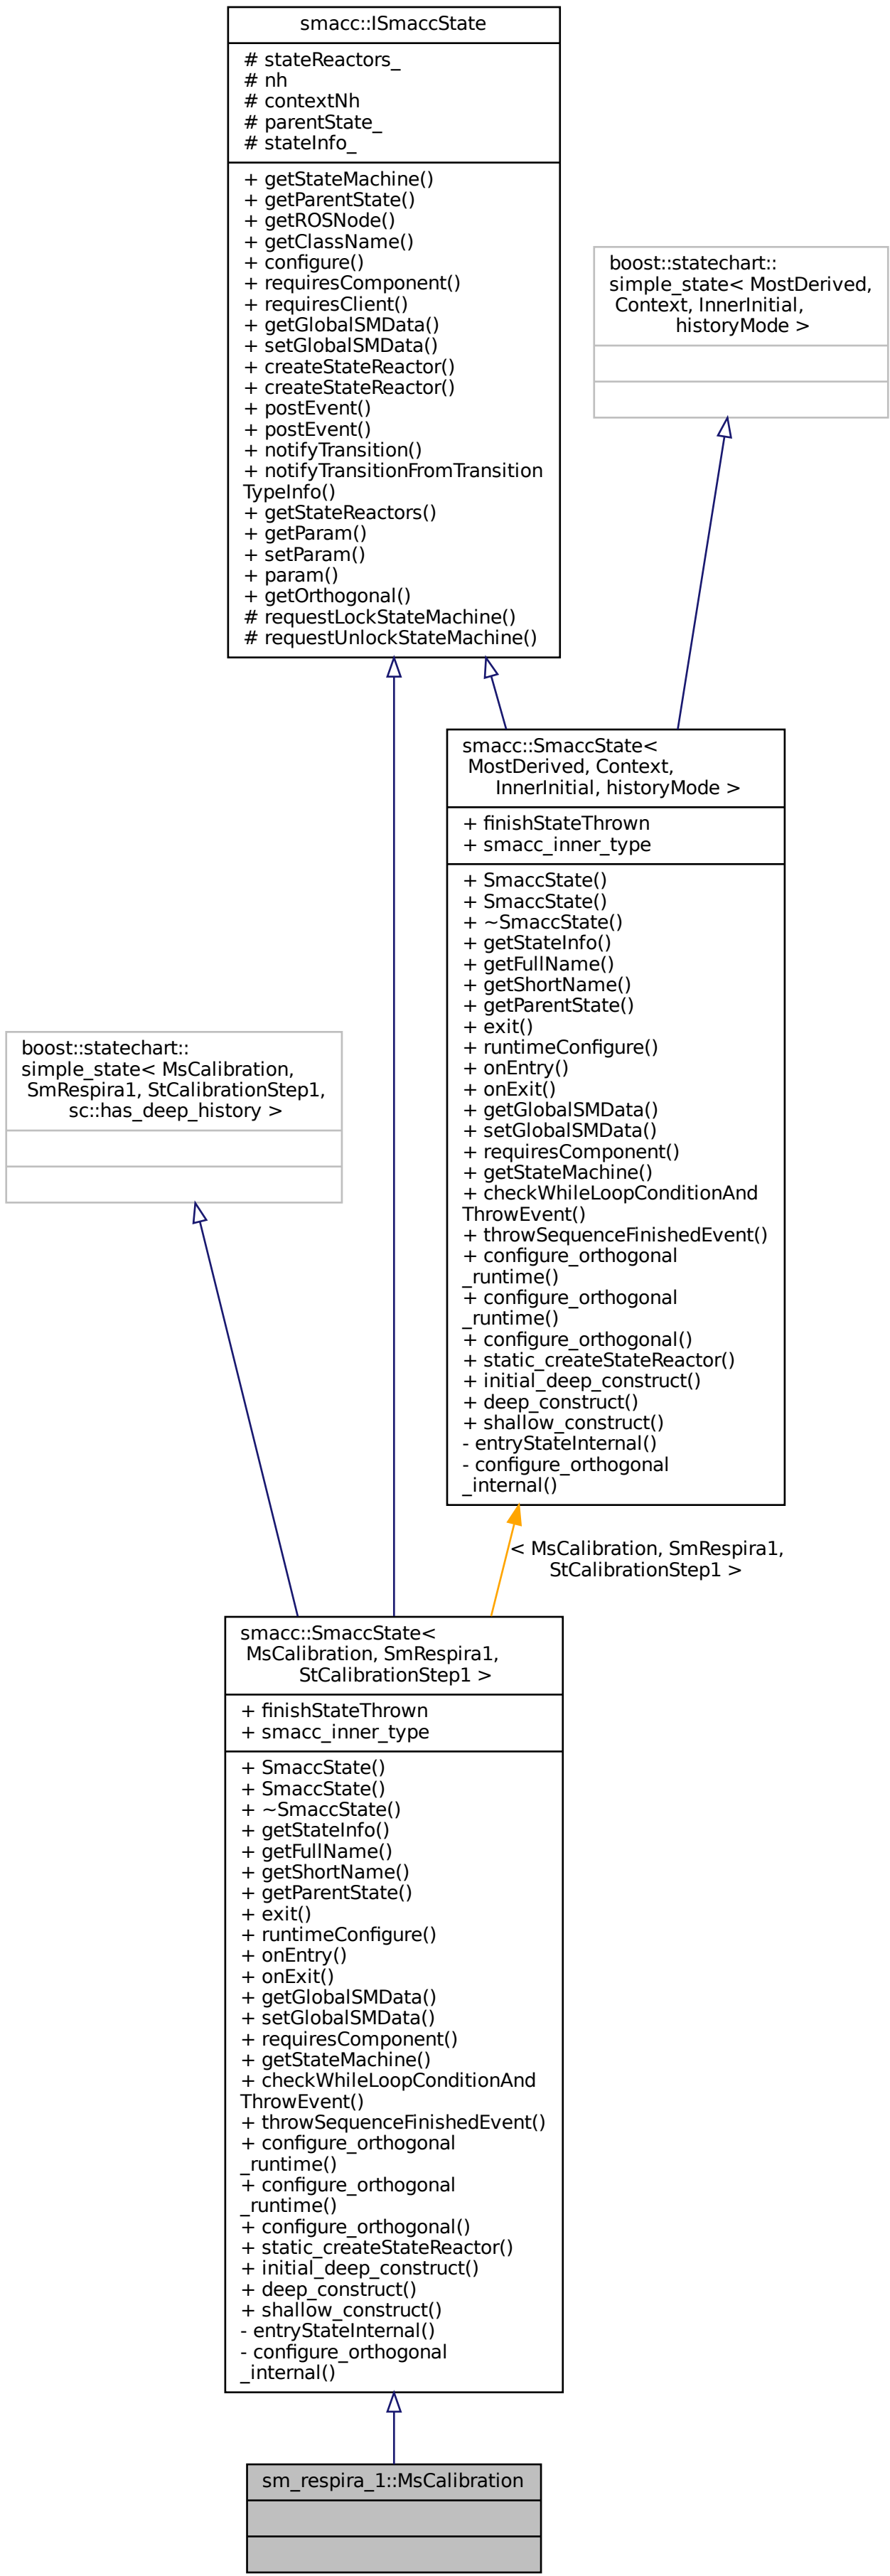 smacc::ISmaccState
# stateReactors_
# nh
# contextNh
# parentState_
# stateInfo_
+ getStateMachine()
+ getParentState()
+ getROSNode()
+ getClassName()
+ configure()
+ requiresComponent()
+ requiresClient()
+ getGlobalSMData()
+ setGlobalSMData()
+ createStateReactor()
+ createStateReactor()
+ postEvent()
+ postEvent()
+ notifyTransition()
+ notifyTransitionFromTransition
TypeInfo()
+ getStateReactors()
+ getParam()
+ setParam()
+ param()
+ getOrthogonal()
# requestLockStateMachine()
# requestUnlockStateMachine()
boost::statechart::
simple_state< MostDerived,
Context, InnerInitial,
historyMode >
smacc::SmaccState<
MostDerived, Context,
InnerInitial, historyMode >
+ finishStateThrown
+ smacc_inner_type
+ SmaccState()
+ SmaccState()
+ ~SmaccState()
+ getStateInfo()
+ getFullName()
+ getShortName()
+ getParentState()
+ exit()
+ runtimeConfigure()
+ onEntry()
+ onExit()
+ getGlobalSMData()
+ setGlobalSMData()
+ requiresComponent()
+ getStateMachine()
+ checkWhileLoopConditionAnd
ThrowEvent()
+ throwSequenceFinishedEvent()
+ configure_orthogonal
_runtime()
+ configure_orthogonal
_runtime()
+ configure_orthogonal()
+ static_createStateReactor()
+ initial_deep_construct()
+ deep_construct()
+ shallow_construct()
- entryStateInternal()
- configure_orthogonal
_internal()
boost::statechart::
simple_state< MsCalibration,
SmRespira1, StCalibrationStep1,
sc::has_deep_history >
< MsCalibration, SmRespira1,
StCalibrationStep1 >
smacc::SmaccState<
MsCalibration, SmRespira1,
StCalibrationStep1 >
+ finishStateThrown
+ smacc_inner_type
+ SmaccState()
+ SmaccState()
+ ~SmaccState()
+ getStateInfo()
+ getFullName()
+ getShortName()
+ getParentState()
+ exit()
+ runtimeConfigure()
+ onEntry()
+ onExit()
+ getGlobalSMData()
+ setGlobalSMData()
+ requiresComponent()
+ getStateMachine()
+ checkWhileLoopConditionAnd
ThrowEvent()
+ throwSequenceFinishedEvent()
+ configure_orthogonal
_runtime()
+ configure_orthogonal
_runtime()
+ configure_orthogonal()
+ static_createStateReactor()
+ initial_deep_construct()
+ deep_construct()
+ shallow_construct()
- entryStateInternal()
- configure_orthogonal
_internal()
sm_respira_1::MsCalibration